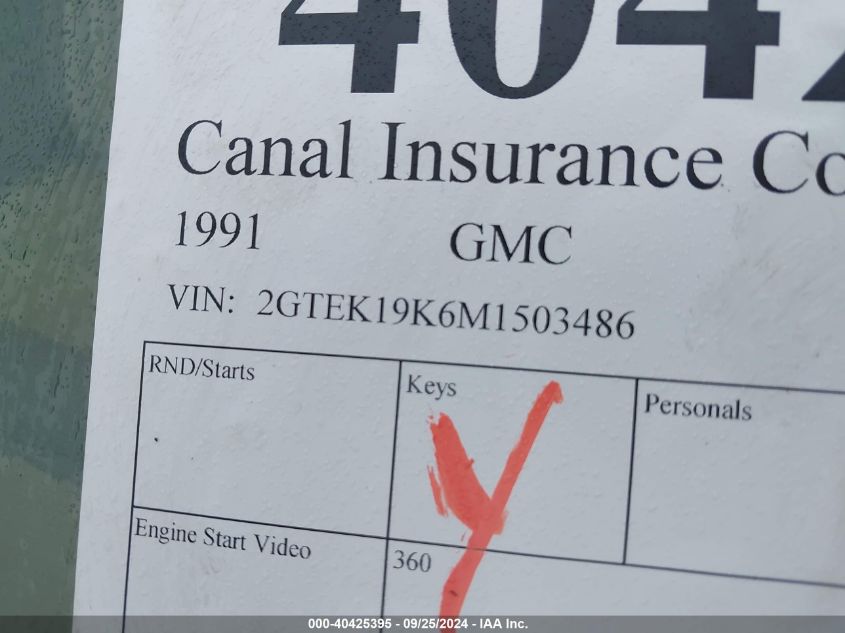 404
Canal Insurance Co
1991 GMC
VIN: 2GTEK19K6M1503486
RND/Starts Keys Personals
Y
Engine Start Video 360
000-40425395 - 09/25/2024 - IAA Inc.